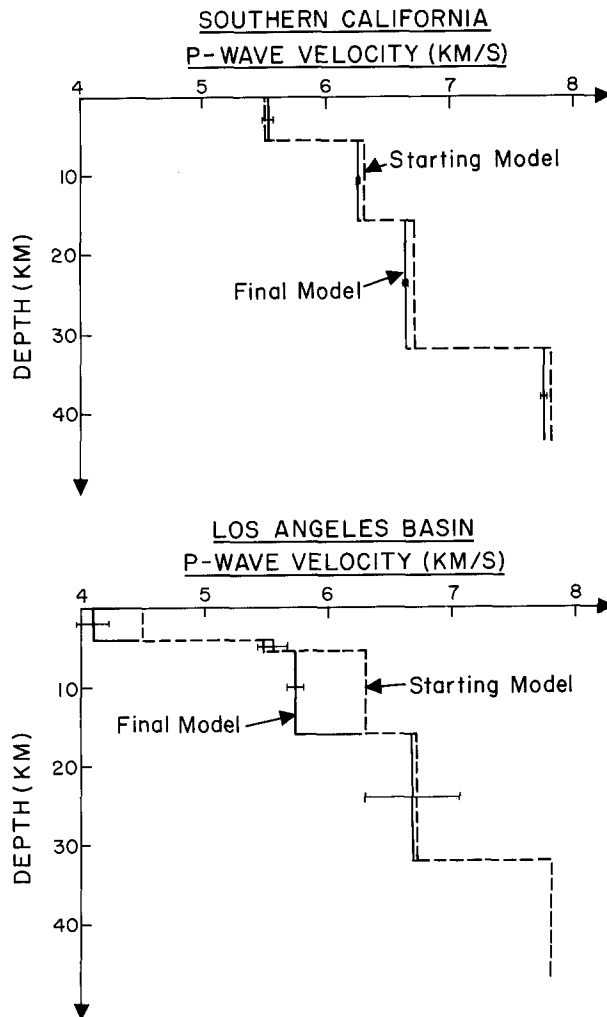 SOUTHERN CALIFORNIA
P-WAVE VELOCITY (KM/S)
4 5 6 7 8
Starting Model
10
20
Final Model
30
40
DEPTH (KM)
LOS ANGELES BASIN
P-WAVE VELOCITY (KM/S)
4 5 6 7 8
10
Starting Model
Final Model
20
30
40
DEPTH (KM)